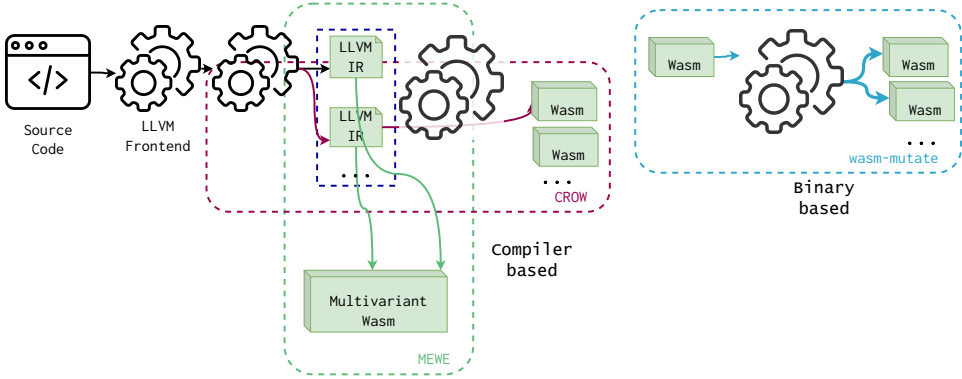 </>
Source
Code
LLVM
Frontend
LLVM
IR
LLVM
IR
...
Wasm
Wasm
...
CROW
Compiler
based
Multivariant
Wasm
MEWE
Wasm
Wasm
Wasm
...
wasm-mutate
Binary
based